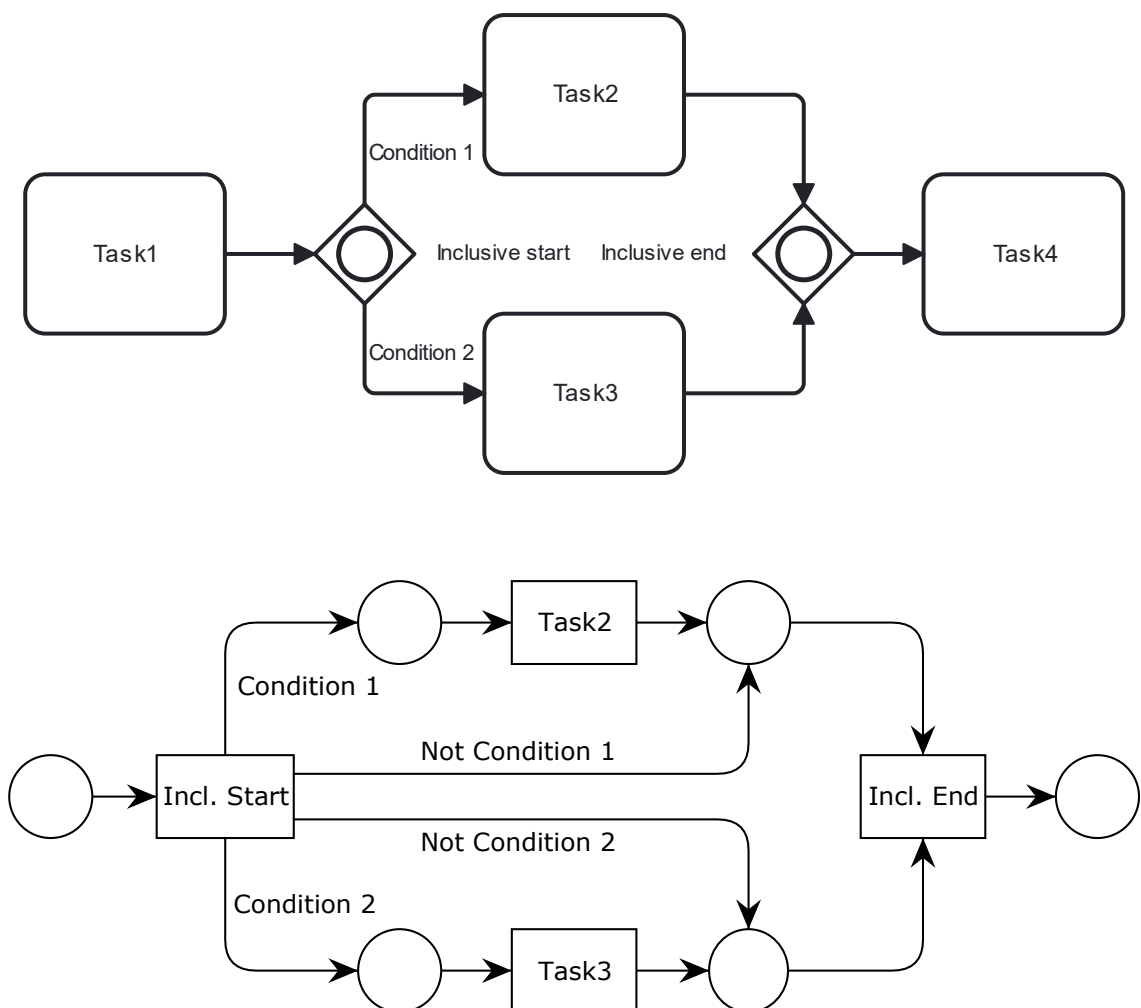 Task2
Condition 1
Task1
Inclusive start
Inclusive end
Task4
Condition 2
Task3
Task2
Condition 1
Not Condition 1
Incl. Start
Incl. End
Not Condition 2
Condition 2
Task3